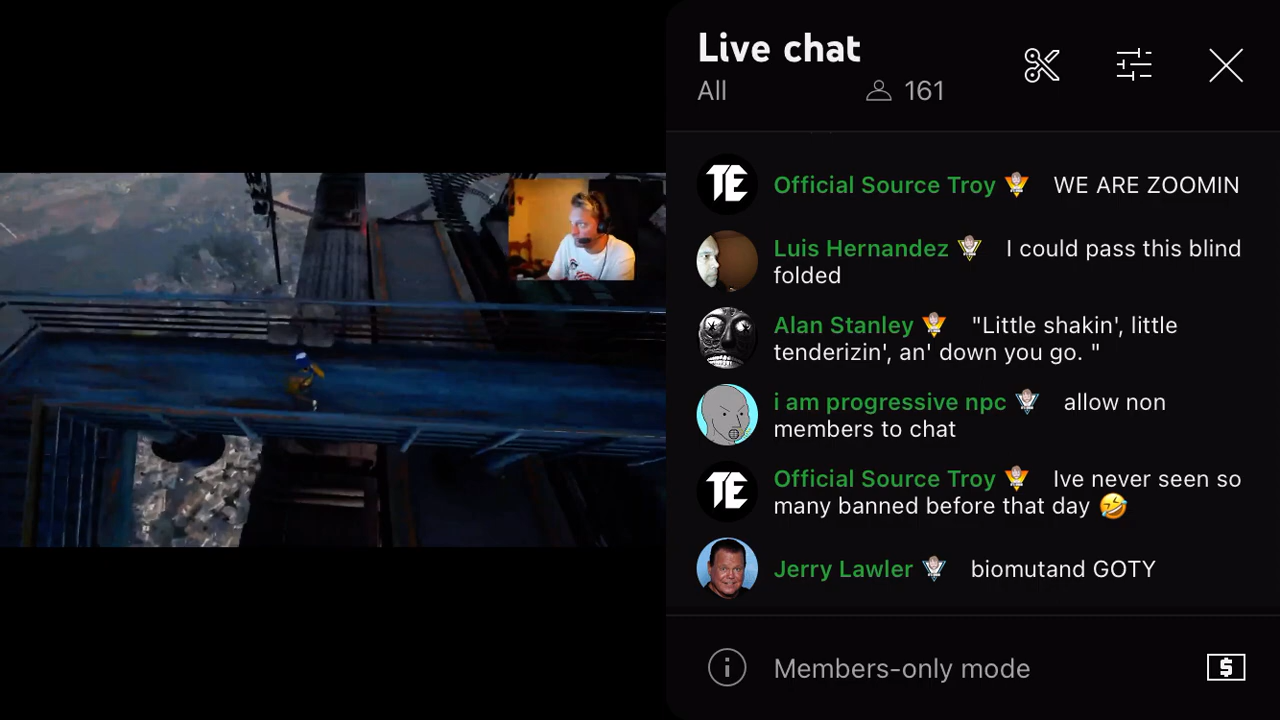 Live chat
All 161
TE Official Source Troy WE ARE ZOOMIN
Luis Hernandez I could pass this blind
folded
Alan Stanley "Little shakin', little
tenderizin', an' down you go. "
i am progressive npc allow non
members to chat
TE Official Source Troy Ive never seen so
many banned before that day 🤣
Jerry Lawler biomutand GOTY
Members-only mode $